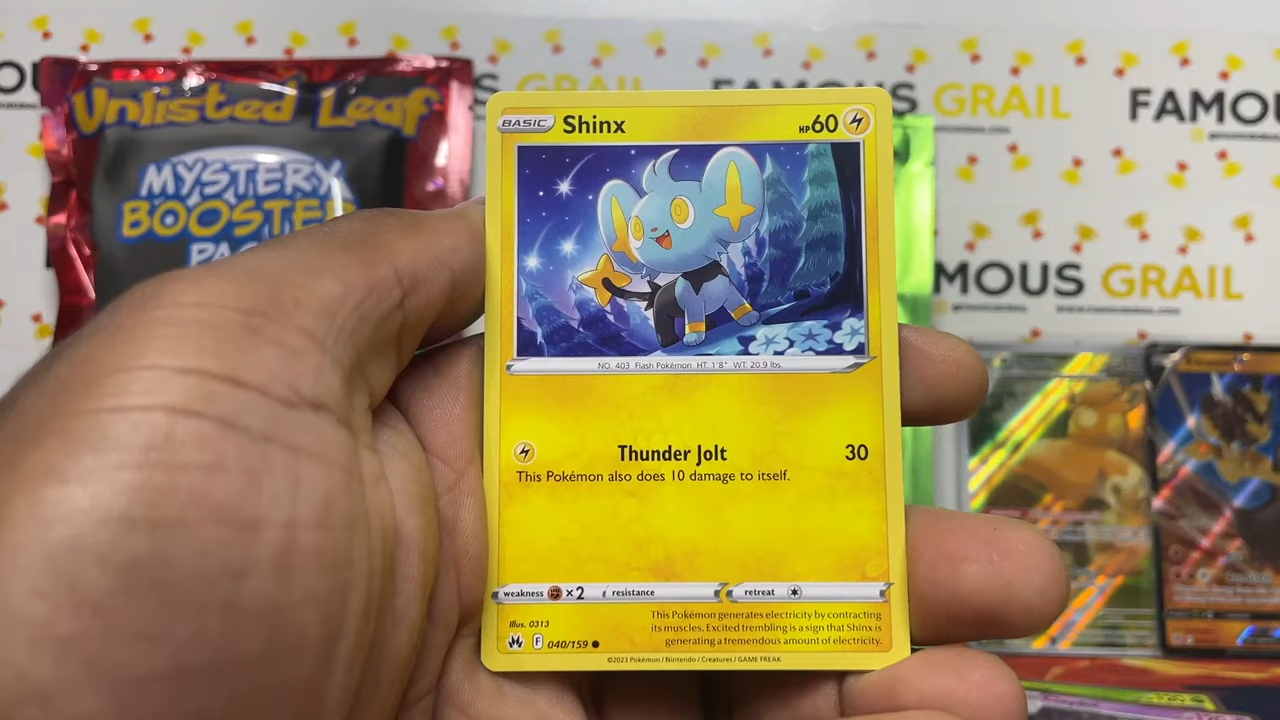 Unlisted Leaf
MYSTERY
BOOSTER
FAMOUS GRAIL
FAMOUS GRAIL
BASIC Shinx HP60
NO. 403 Flash Pokémon HT: 1'8" WT: 20.9 lbs.
Thunder Jolt 30
This Pokémon also does 10 damage to itself.
weakness ×2 resistance retreat
This Pokémon generates electricity by contracting
its muscles. Excited trembling is a sign that Shinx is
generating a tremendous amount of electricity.
Illus. 0313
F 040/159
©2023 Pokémon / Nintendo / Creatures / GAME FREAK